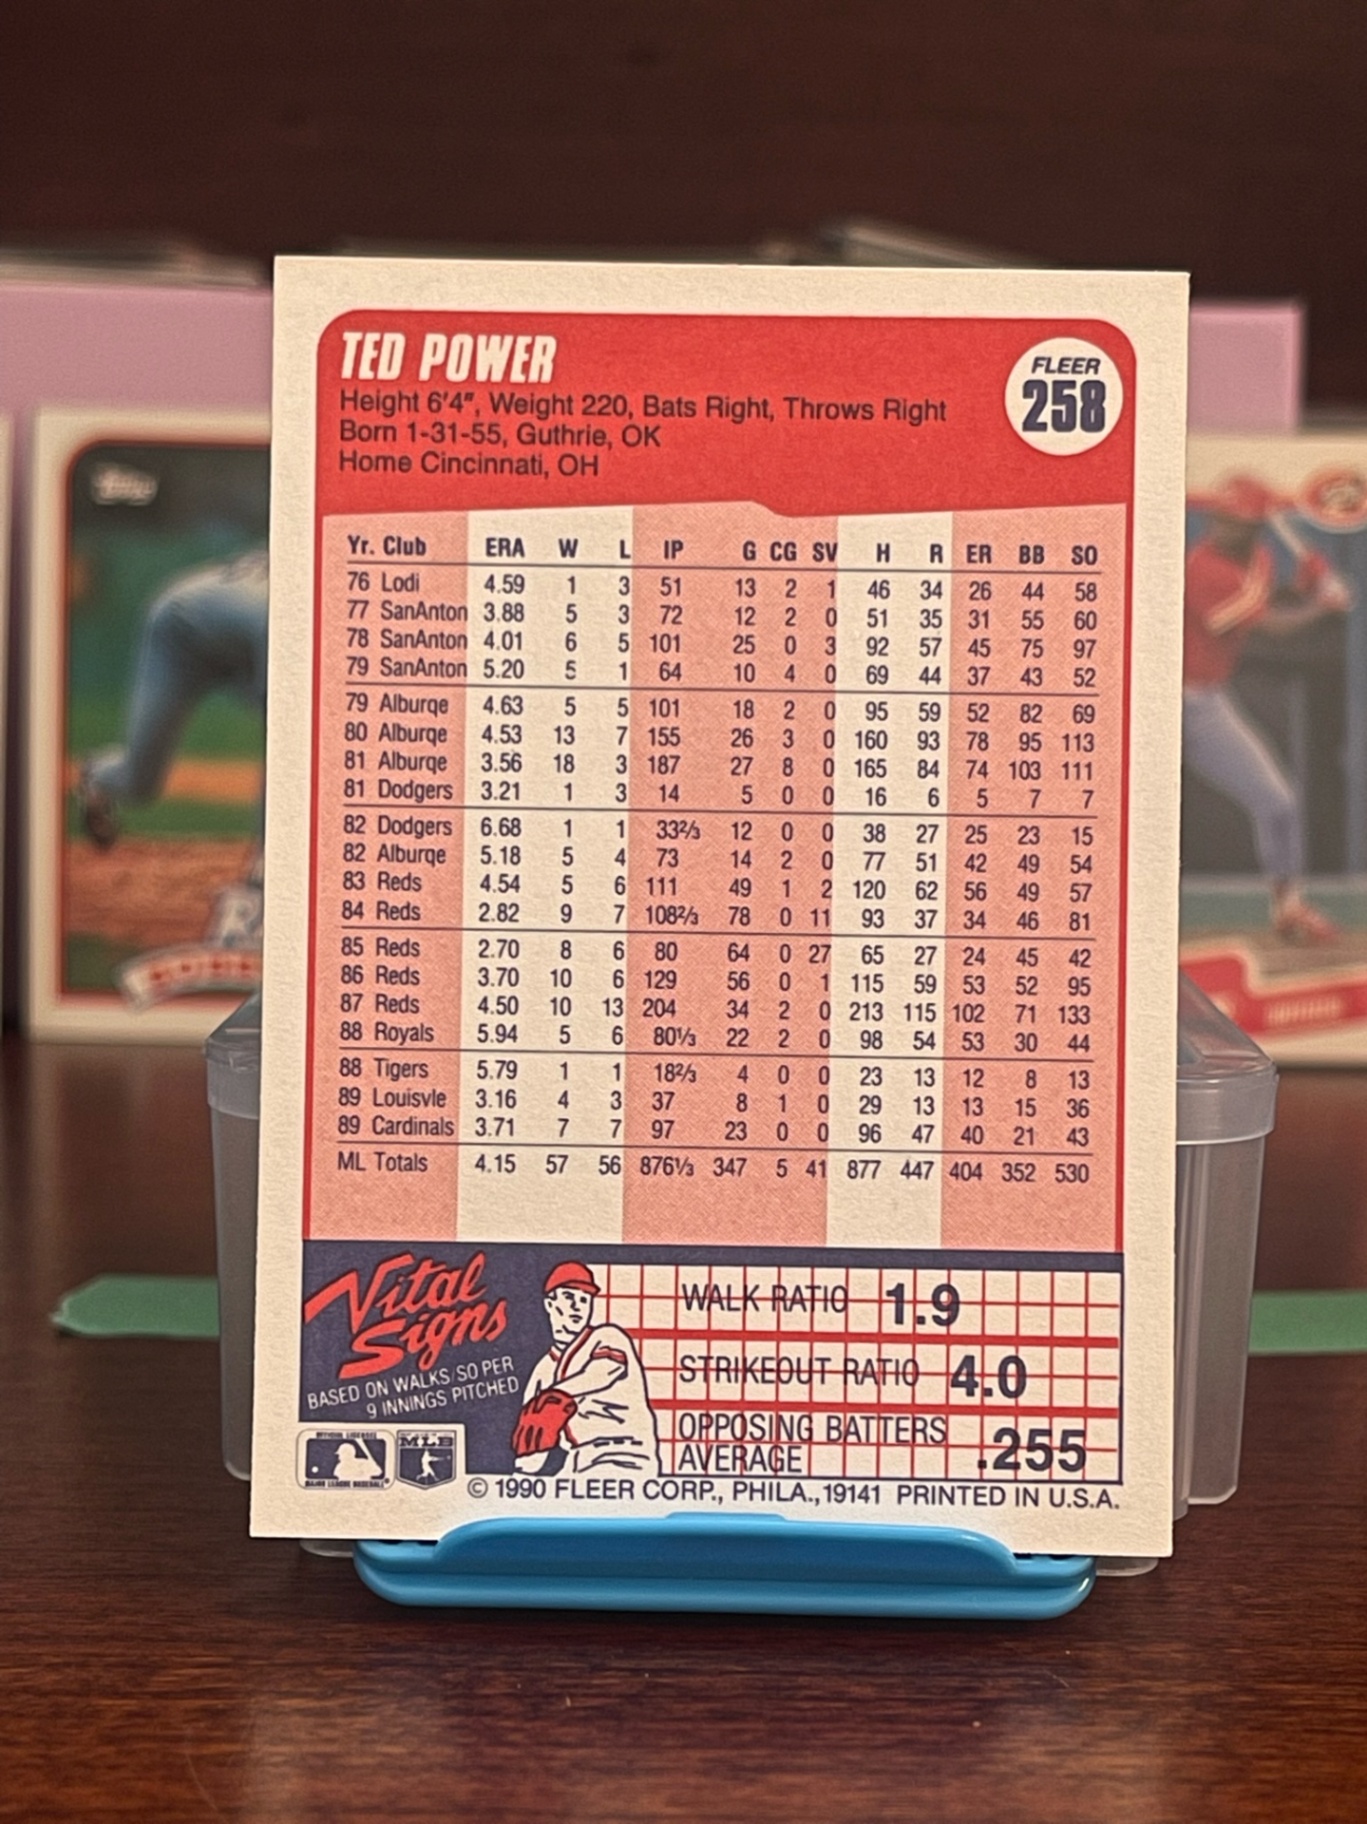 TED POWER
Height 6'4", Weight 220, Bats Right, Throws Right
Born 1-31-55, Guthrie, OK
Home Cincinnati, OH
FLEER
258
Yr. Club ERA W L IP G CG SV H R ER BB SO
76 Lodi 4.59 1 3 51 13 2 1 46 34 26 44 58
77 SanAnton 3.88 5 3 72 12 2 0 51 35 31 55 60
78 SanAnton 4.01 6 5 101 25 0 3 92 57 45 75 97
79 SanAnton 5.20 5 1 64 10 4 0 69 44 37 43 52
79 Alburqe 4.63 5 5 101 18 2 0 95 59 52 82 69
80 Alburqe 4.53 13 7 155 26 3 0 160 93 78 95 113
81 Alburqe 3.56 18 3 187 27 8 0 165 84 74 103 111
81 Dodgers 3.21 1 3 14 5 0 0 16 6 5 7 7
82 Dodgers 6.68 1 1 33⅔ 12 0 0 38 27 25 23 15
82 Alburqe 5.18 5 4 73 14 2 0 77 51 42 49 54
83 Reds 4.54 5 6 111 49 1 2 120 62 56 49 57
84 Reds 2.82 9 7 108⅔ 78 0 11 93 37 34 46 81
85 Reds 2.70 8 6 80 64 0 27 65 27 24 45 42
86 Reds 3.70 10 6 129 56 0 1 115 59 53 52 95
87 Reds 4.50 10 13 204 34 2 0 213 115 102 71 133
88 Royals 5.94 5 6 80⅓ 22 2 0 98 54 53 30 44
88 Tigers 5.79 1 1 18⅔ 4 0 0 23 13 12 8 13
89 Louisvle 3.16 4 3 37 8 1 0 29 13 13 15 36
89 Cardinals 3.71 7 7 97 23 0 0 96 47 40 21 43
ML Totals 4.15 57 56 876⅓ 347 5 41 877 447 404 352 530
Vital
Signs
BASED ON WALKS/SO PER
9 INNINGS PITCHED
WALK RATIO 1.9
STRIKEOUT RATIO 4.0
OPPOSING BATTERS
AVERAGE .255
MLB
© 1990 FLEER CORP., PHILA., 19141 PRINTED IN U.S.A.
Topps